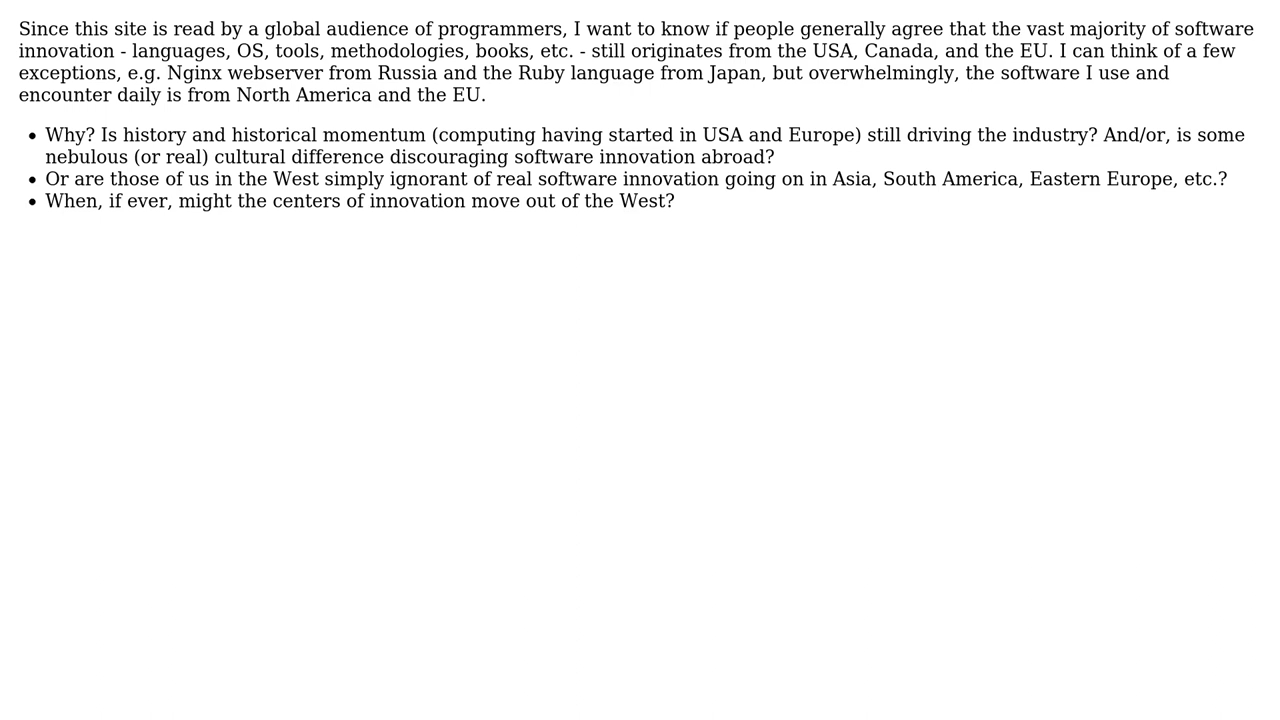 Since this site is read by a global audience of programmers, I want to know if people generally agree that the vast majority of software
innovation - languages, OS, tools, methodologies, books, etc. - still originates from the USA, Canada, and the EU. I can think of a few
exceptions, e.g. Nginx webserver from Russia and the Ruby language from Japan, but overwhelmingly, the software I use and
encounter daily is from North America and the EU.
• Why? Is history and historical momentum (computing having started in USA and Europe) still driving the industry? And/or, is some
nebulous (or real) cultural difference discouraging software innovation abroad?
• Or are those of us in the West simply ignorant of real software innovation going on in Asia, South America, Eastern Europe, etc.?
• When, if ever, might the centers of innovation move out of the West?